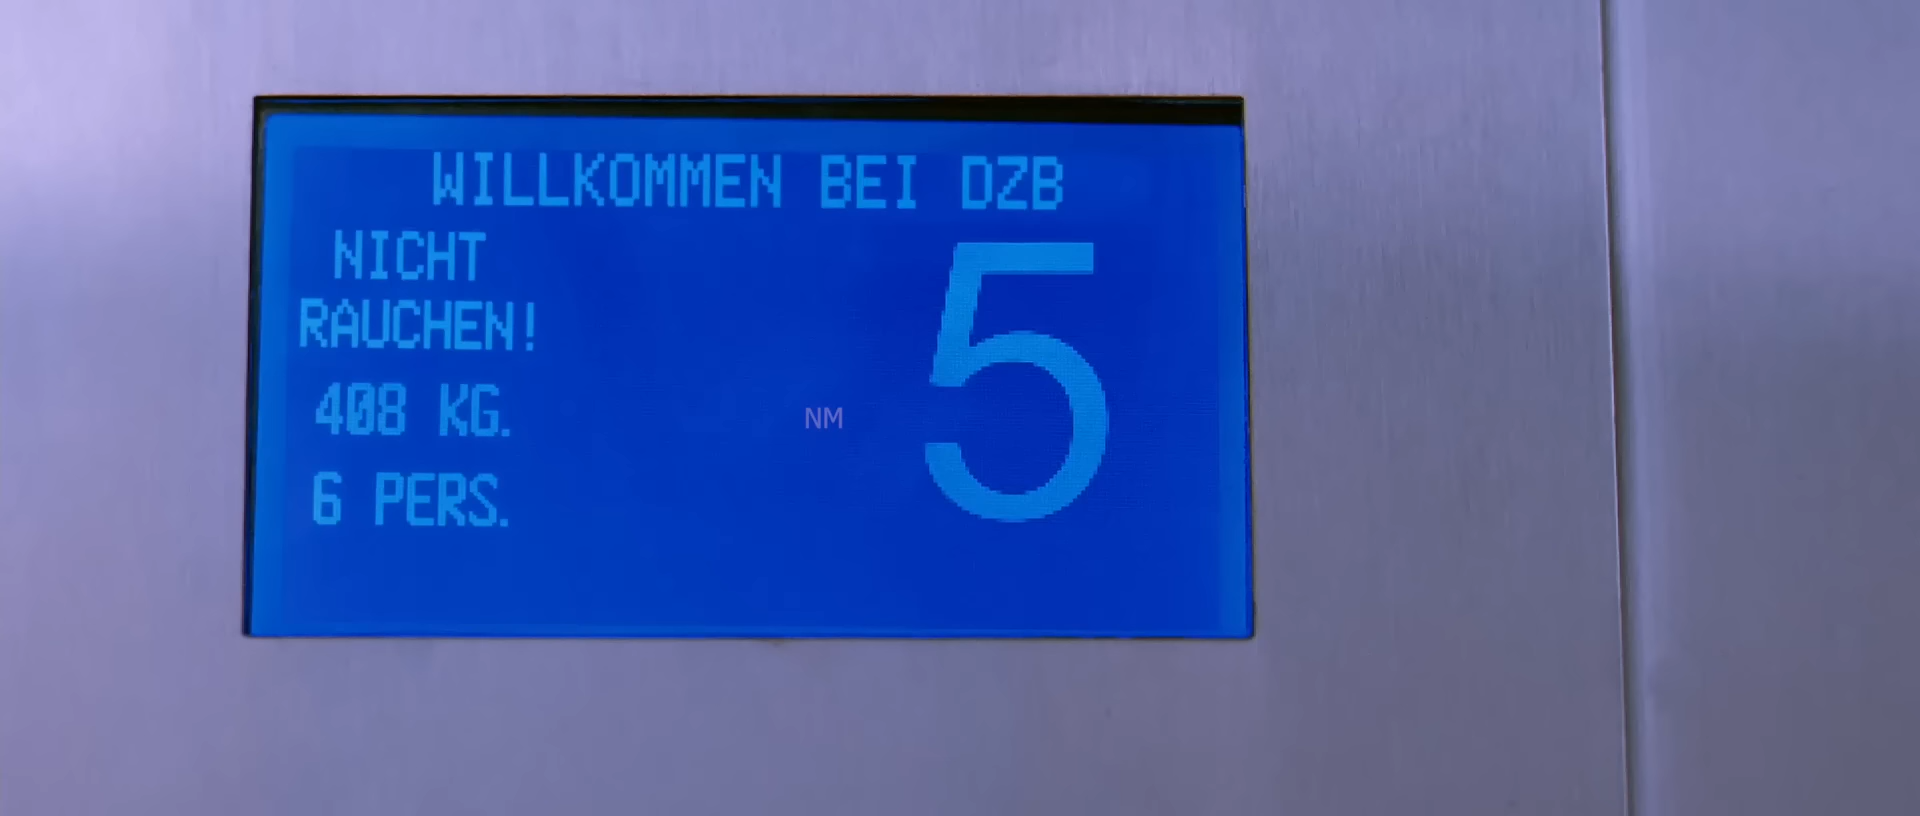 WILLKOMMEN BEI DZB
NICHT
RAUCHEN!
408 KG.
6 PERS.
5
NM